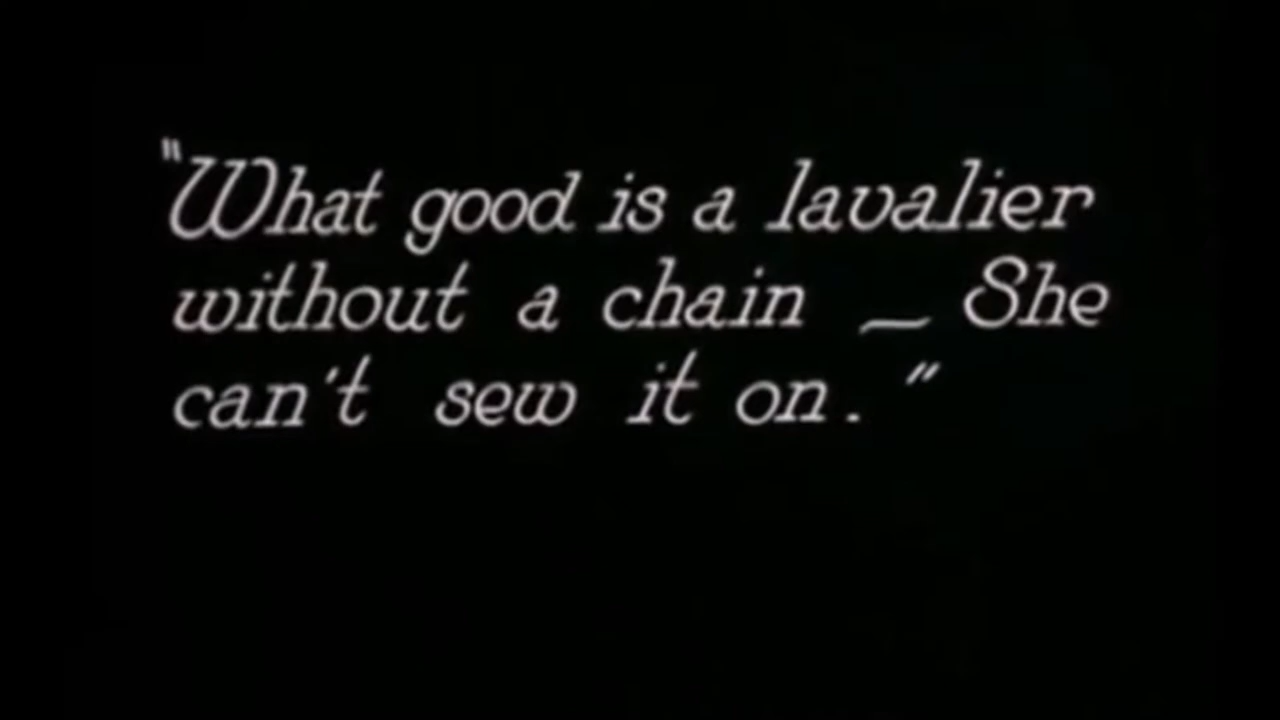 "What good is a lavalier
without a chain — She
can't sew it on."